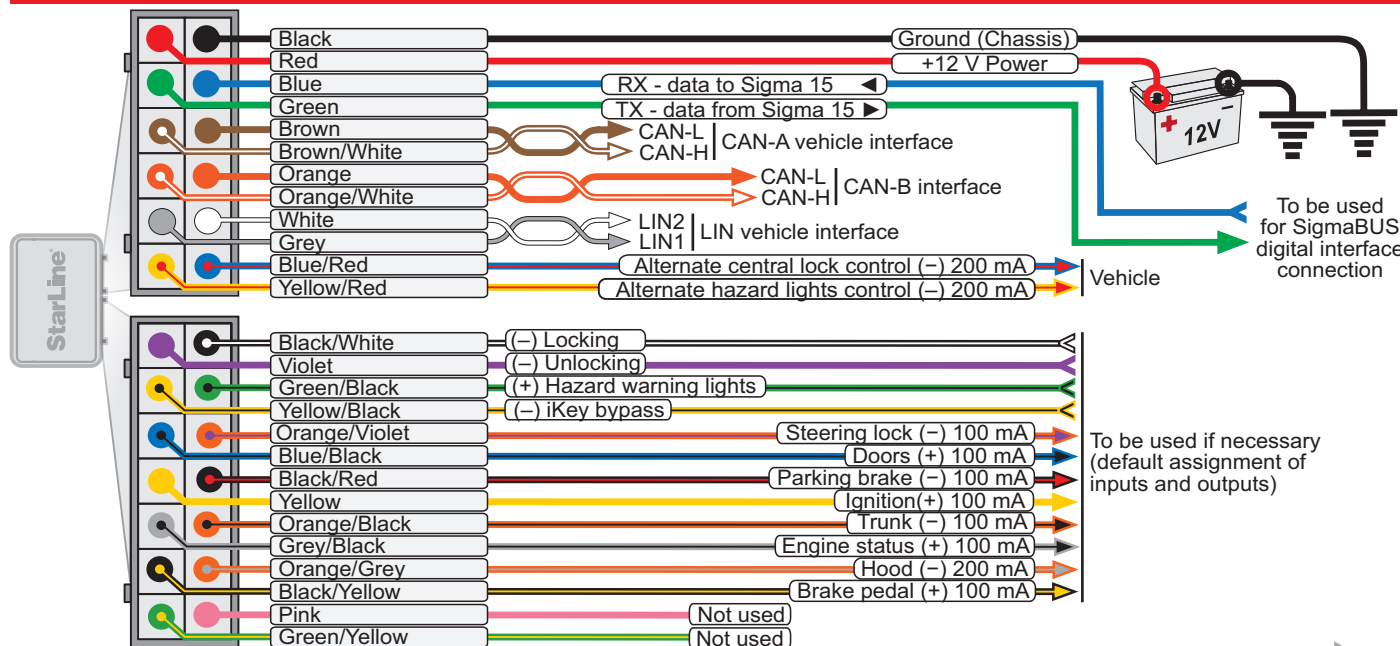 Black Ground (Chassis)
Red +12 V Power
Blue RX - data to Sigma 15 ◄
Green TX - data from Sigma 15 ►
Brown CAN-L
Brown/White CAN-H
CAN-A vehicle interface
Orange CAN-L
Orange/White CAN-H
CAN-B interface
White LIN2
Grey LIN1
LIN vehicle interface
Blue/Red Alternate central lock control (−) 200 mA
Yellow/Red Alternate hazard lights control (−) 200 mA
Vehicle
+ −
12V
To be used
for SigmaBUS
digital interface
connection
StarLine
Black/White (−) Locking
Violet (−) Unlocking
Green/Black (+) Hazard warning lights
Yellow/Black (−) iKey bypass
Orange/Violet Steering lock (−) 100 mA
Blue/Black Doors (+) 100 mA
Black/Red Parking brake (−) 100 mA
Yellow Ignition(+) 100 mA
Orange/Black Trunk (−) 100 mA
Grey/Black Engine status (+) 100 mA
Orange/Grey Hood (−) 200 mA
Black/Yellow Brake pedal (+) 100 mA
To be used if necessary
(default assignment of
inputs and outputs)
Pink Not used
Green/Yellow Not used